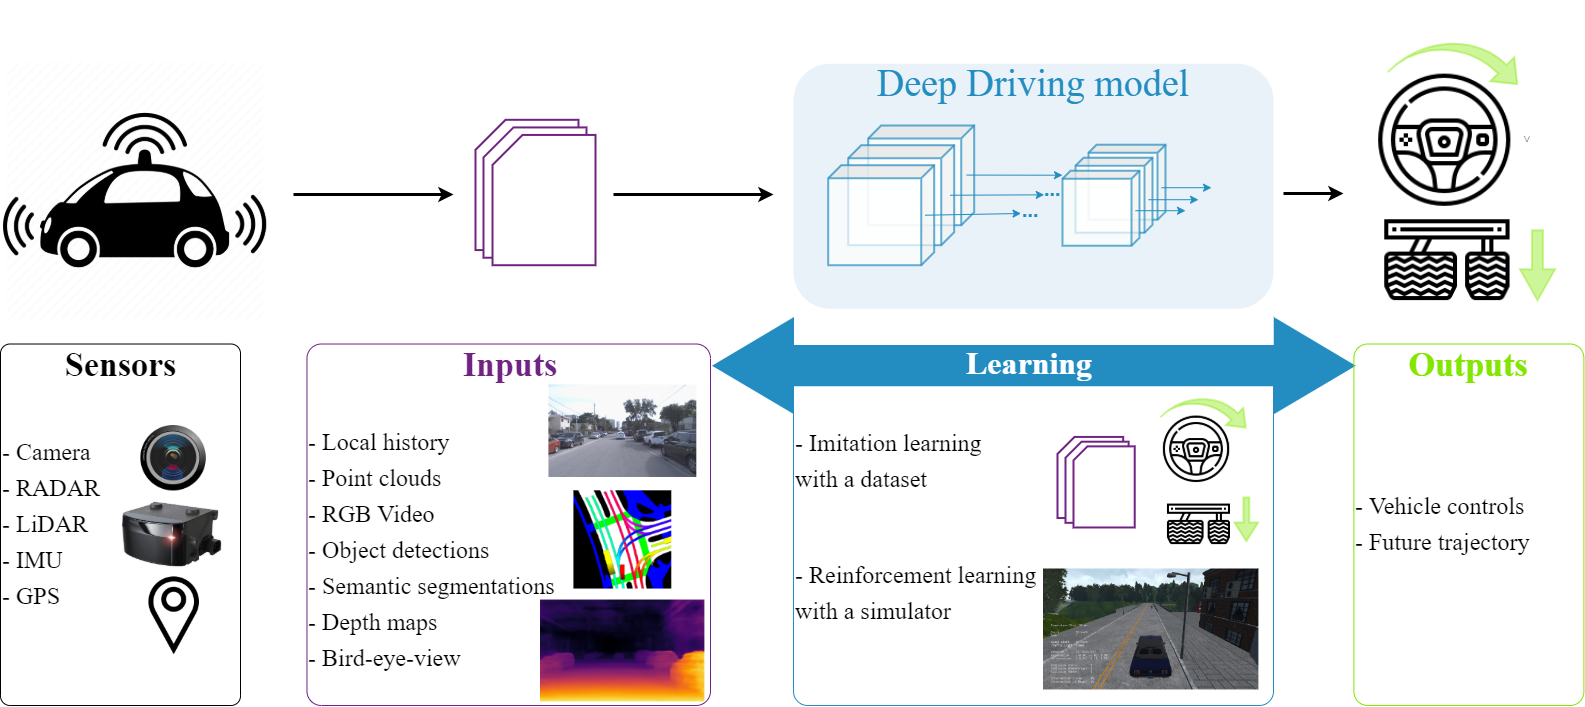 Deep Driving model
...
...
v
Sensors
- Camera
- RADAR
- LiDAR
- IMU
- GPS
Inputs
- Local history
- Point clouds
- RGB Video
- Object detections
- Semantic segmentations
- Depth maps
- Bird-eye-view
Learning
- Imitation learning
with a dataset
- Reinforcement learning
with a simulator
Outputs
- Vehicle controls
- Future trajectory